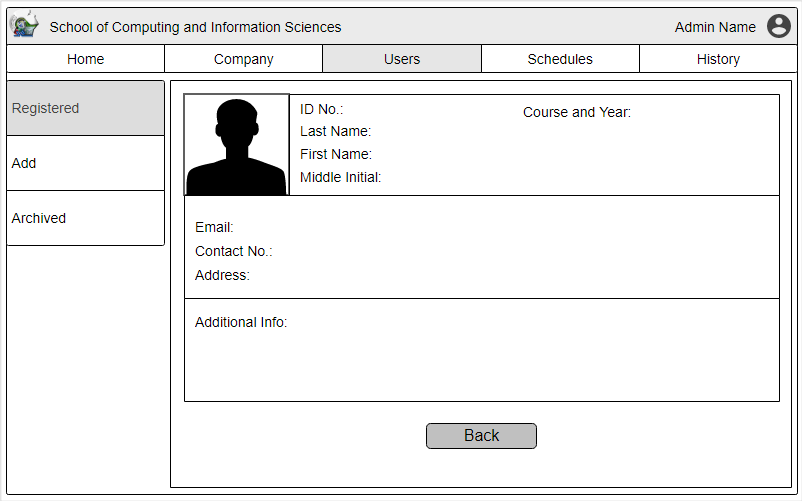 School of Computing and Information Sciences
Admin Name
Home
Company
Users
Schedules
History
Registered
Add
Archived
ID No.:
Course and Year:
Last Name:
First Name:
Middle Initial:
Email:
Contact No.:
Address:
Additional Info:
Back